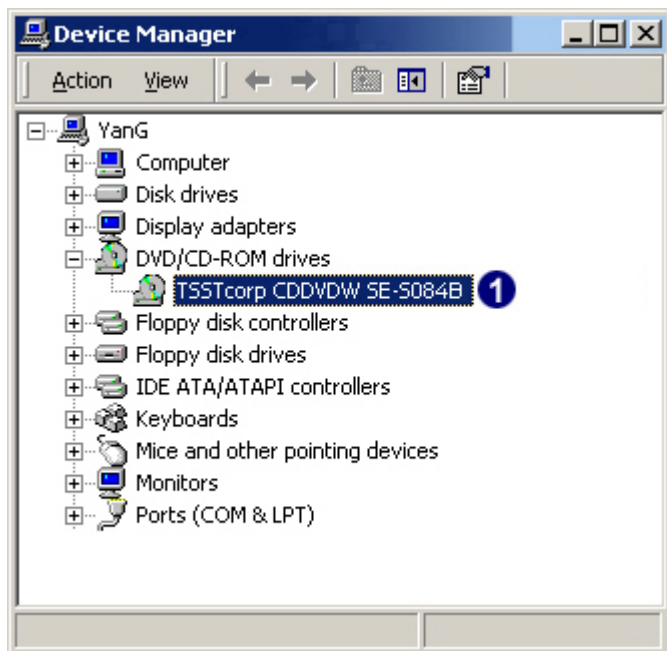 Device Manager
Action View
YanG
Computer
Disk drives
Display adapters
DVD/CD-ROM drives
TSSTcorp CDDVDW SE-S084B 1
Floppy disk controllers
Floppy disk drives
IDE ATA/ATAPI controllers
Keyboards
Mice and other pointing devices
Monitors
Ports (COM & LPT)